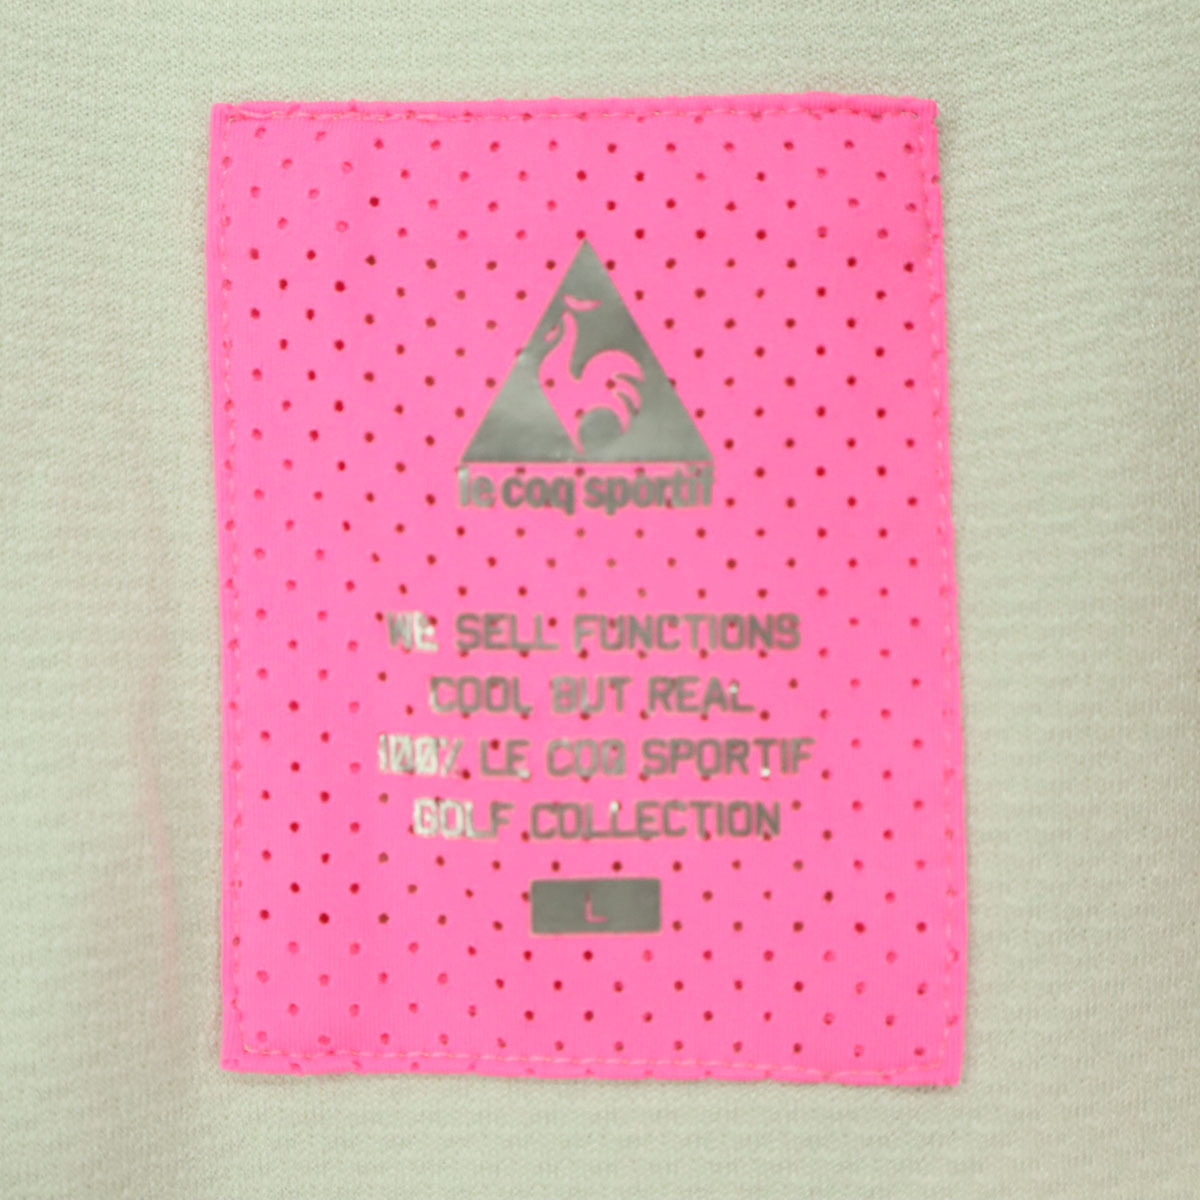 le coq sportif
WE SELL FUNCTIONS
COOL BUT REAL
100% LE COQ SPORTIF
GOLF COLLECTION
L